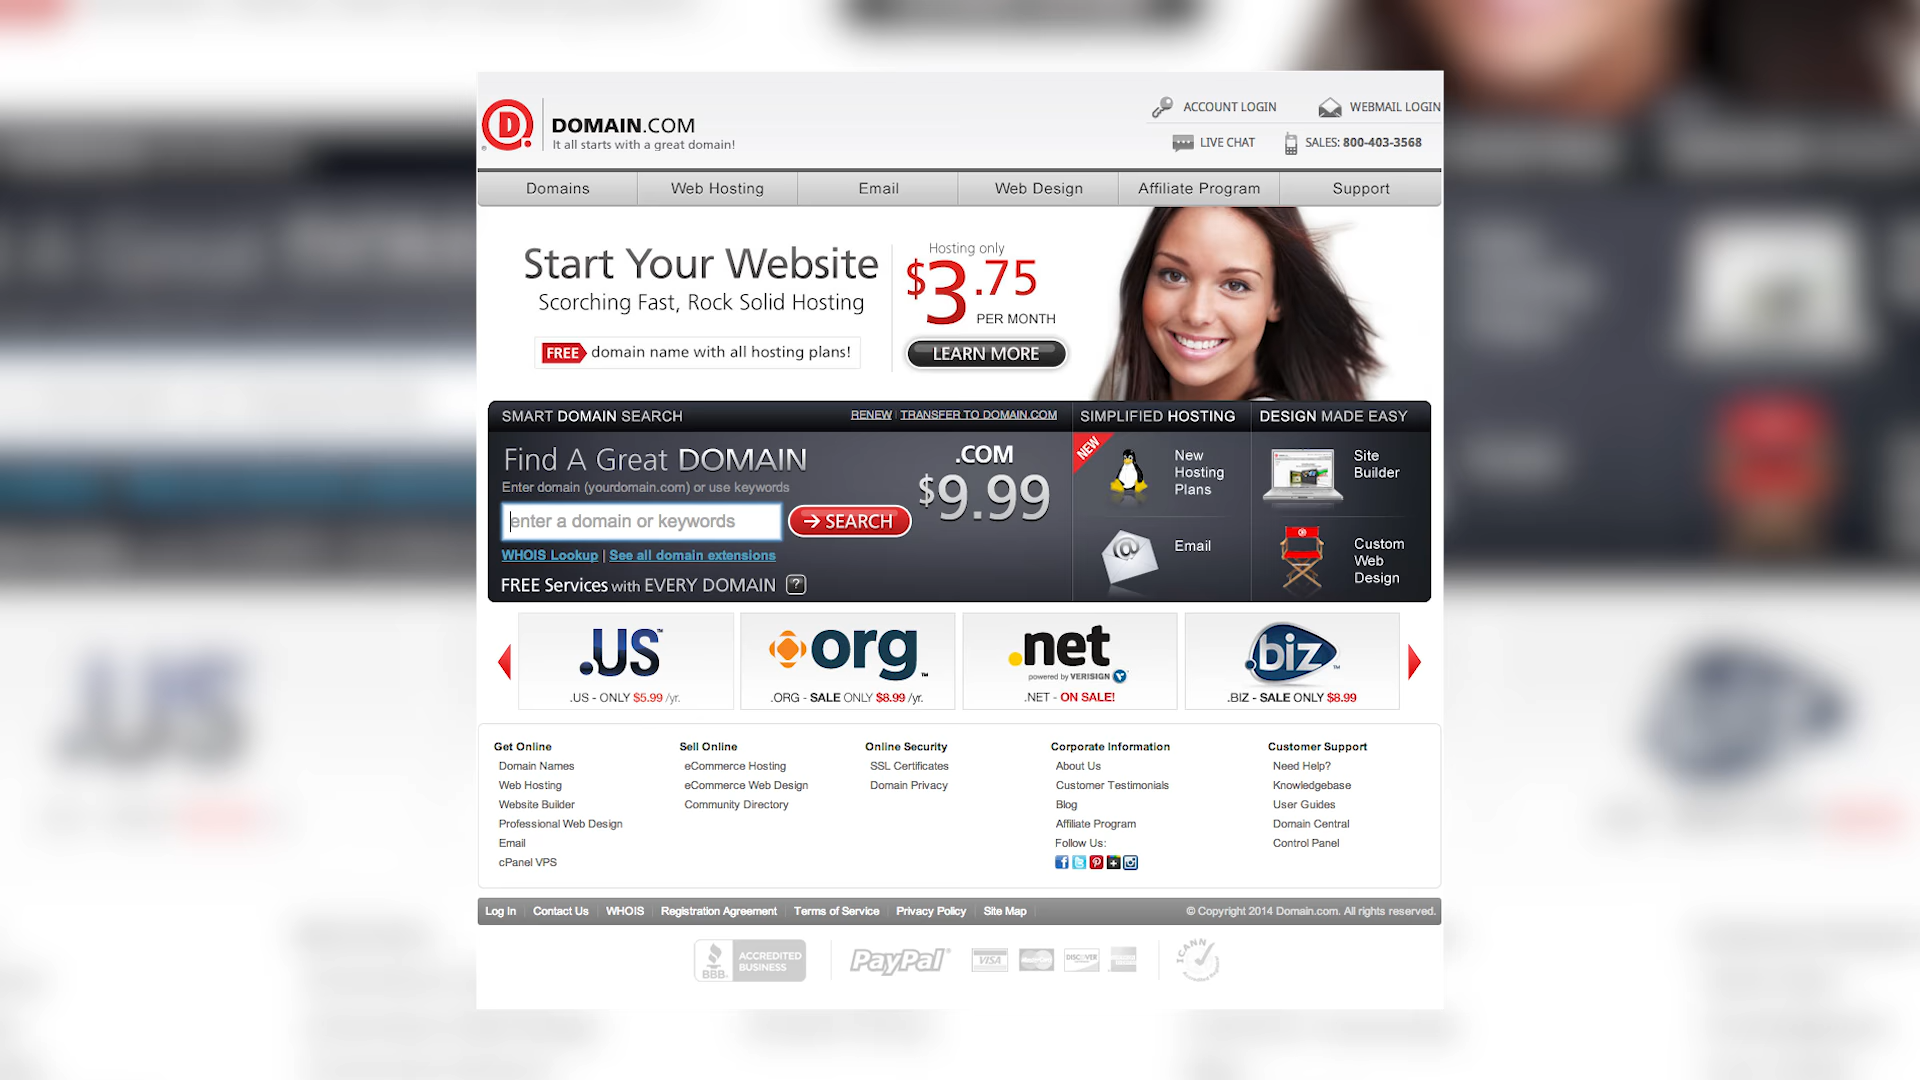 D
DOMAIN.COM
It all starts with a great domain!
ACCOUNT LOGIN
WEBMAIL LOGIN
LIVE CHAT
SALES: 800-403-3568
Domains
Web Hosting
Email
Web Design
Affiliate Program
Support
Start Your Website
Scorching Fast, Rock Solid Hosting
FREE domain name with all hosting plans!
Hosting only
$3.75
PER MONTH
LEARN MORE
SMART DOMAIN SEARCH
RENEW | TRANSFER TO DOMAIN.COM
Find A Great DOMAIN
Enter domain (yourdomain.com) or use keywords
enter a domain or keywords
SEARCH
WHOIS Lookup | See all domain extensions
FREE Services with EVERY DOMAIN ?
.COM
$9.99
SIMPLIFIED HOSTING
NEW
New
Hosting
Plans
@
Email
DESIGN MADE EASY
Site
Builder
Custom
Web
Design
.US™
.US - ONLY $5.99 /yr.
org™
.ORG - SALE ONLY $8.99 /yr.
.net
powered by VERISIGN
.NET - ON SALE!
.biz™
.BIZ - SALE ONLY $8.99
Get Online
Domain Names
Web Hosting
Website Builder
Professional Web Design
Email
cPanel VPS
Sell Online
eCommerce Hosting
eCommerce Web Design
Community Directory
Online Security
SSL Certificates
Domain Privacy
Corporate Information
About Us
Customer Testimonials
Blog
Affiliate Program
Follow Us:
Customer Support
Need Help?
Knowledgebase
User Guides
Domain Central
Control Panel
Log In
Contact Us
WHOIS
Registration Agreement
Terms of Service
Privacy Policy
Site Map
© Copyright 2014 Domain.com. All rights reserved.
BBB
ACCREDITED
BUSINESS
PayPal
VISA
MasterCard
DISCOVER
ICANN